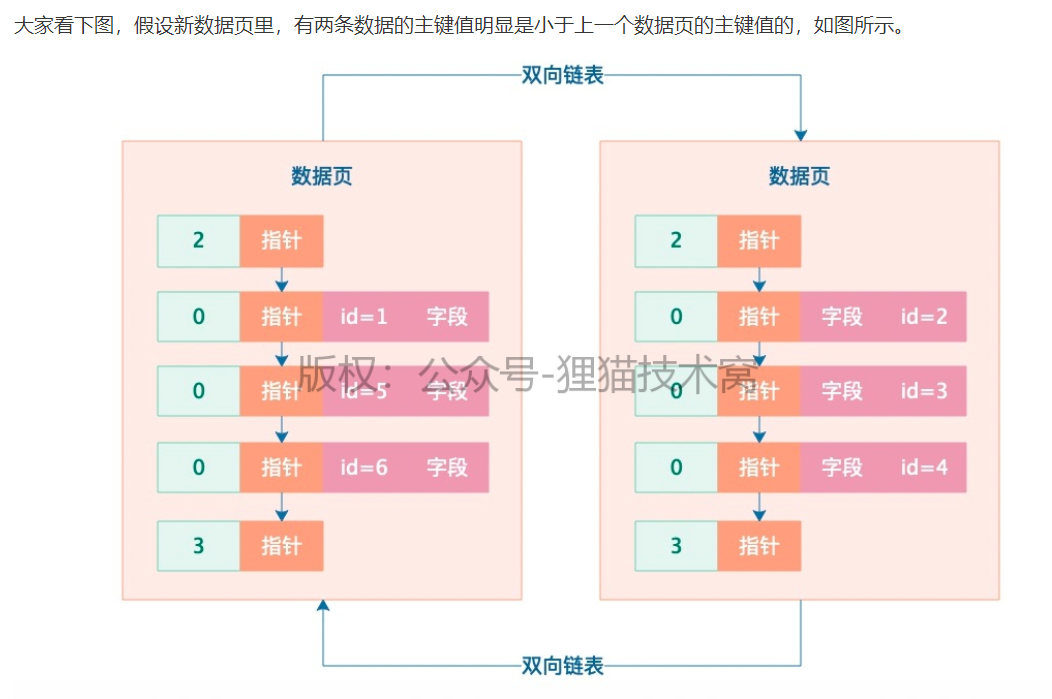 大家看下图，假设新数据页里，有两条数据的主键值明显是小于上一个数据页的主键值的，如图所示。
双向链表
数据页
2 指针
0 指针 id=1 字段
0 指针 id=5 字段
0 指针 id=6 字段
3 指针
数据页
2 指针
0 指针 字段 id=2
0 指针 字段 id=3
0 指针 字段 id=4
3 指针
版权：公众号-狸猫技术窝
双向链表